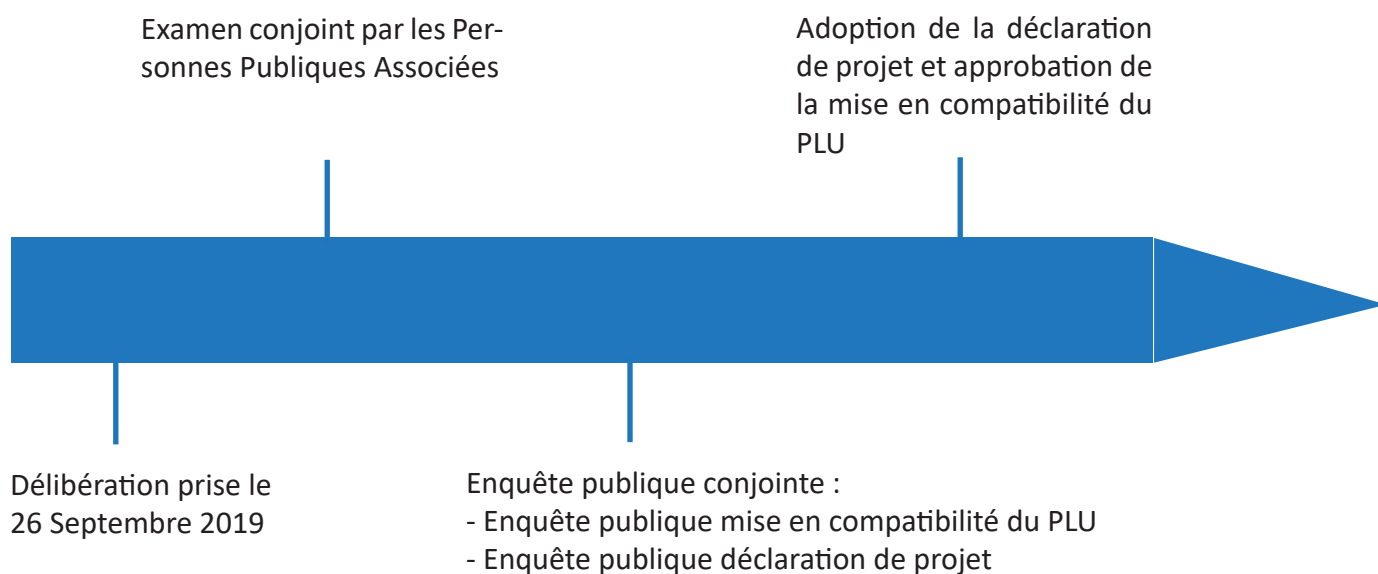 Examen conjoint par les Per-
sonnes Publiques Associées
Adoption de la déclaration
de projet et approbation de
la mise en compatibilité du
PLU
Délibération prise le
26 Septembre 2019
Enquête publique conjointe :
- Enquête publique mise en compatibilité du PLU
- Enquête publique déclaration de projet